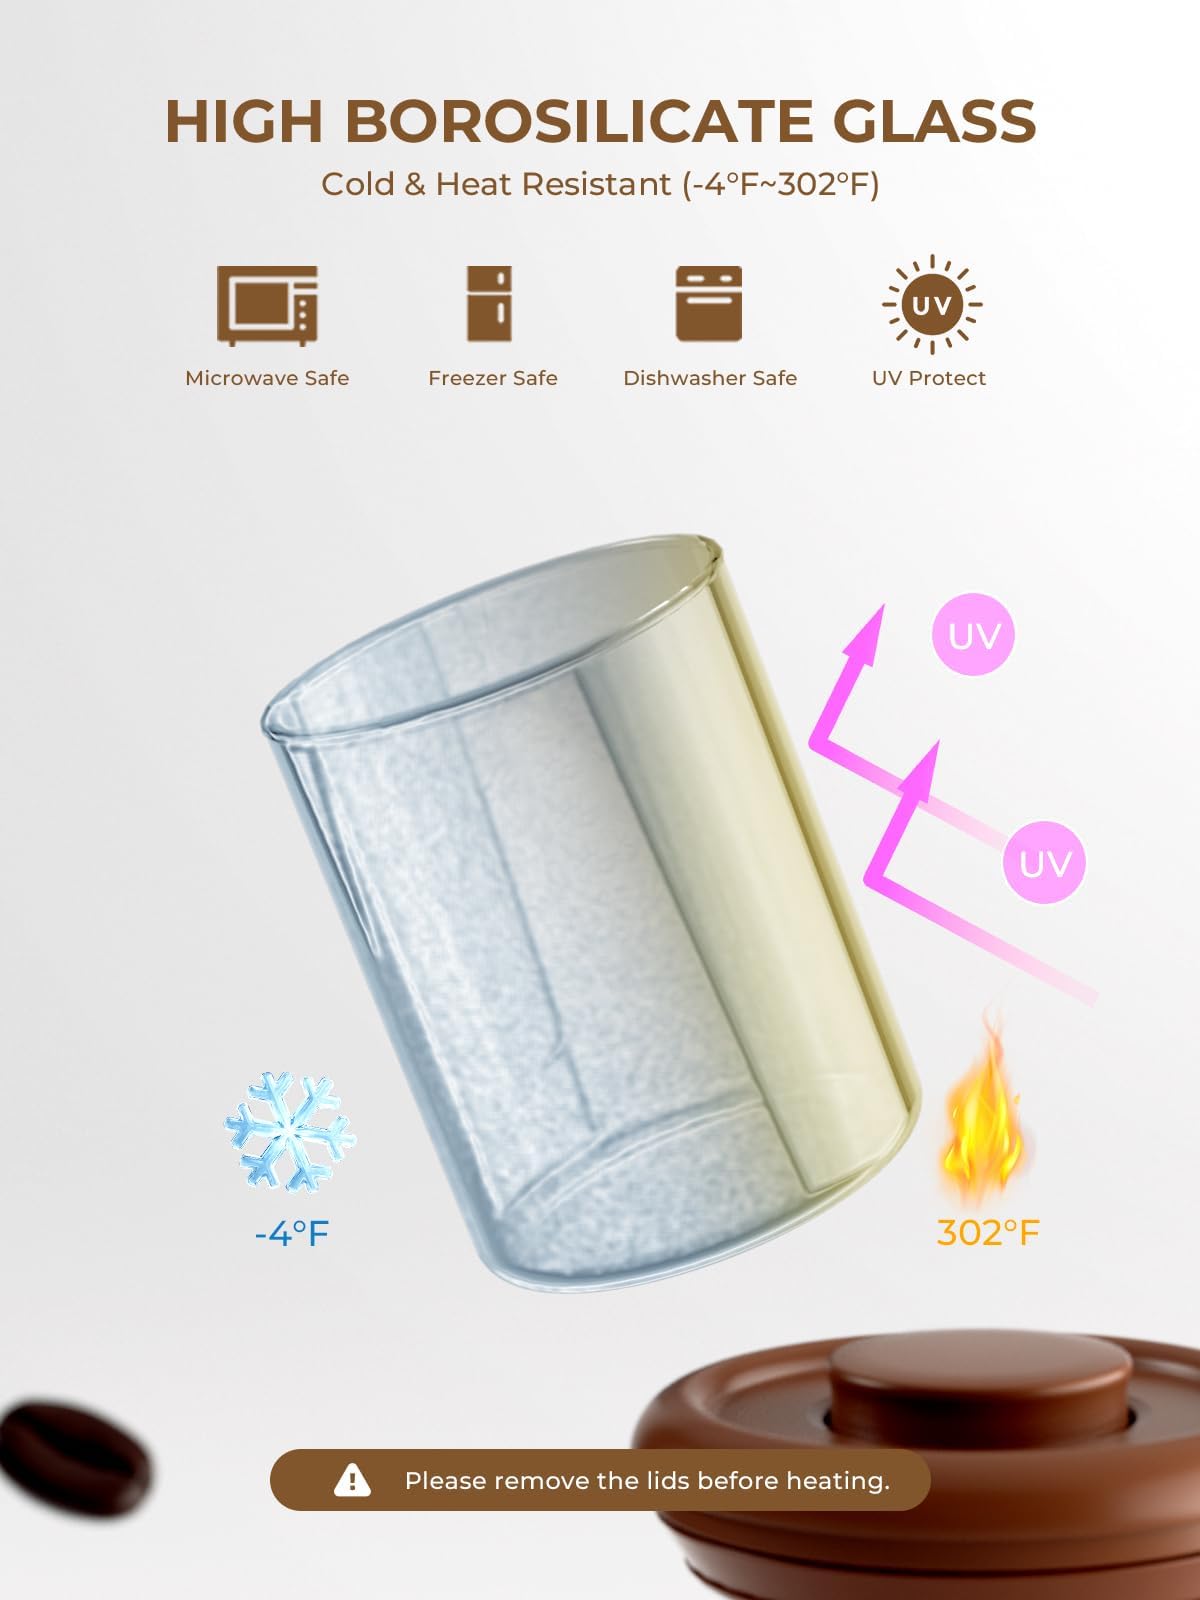 HIGH BOROSILICATE GLASS
Cold & Heat Resistant (-4°F~302°F)
UV
Microwave Safe
Freezer Safe
Dishwasher Safe
UV Protect
UV
UV
-4°F
302°F
Please remove the lids before heating.